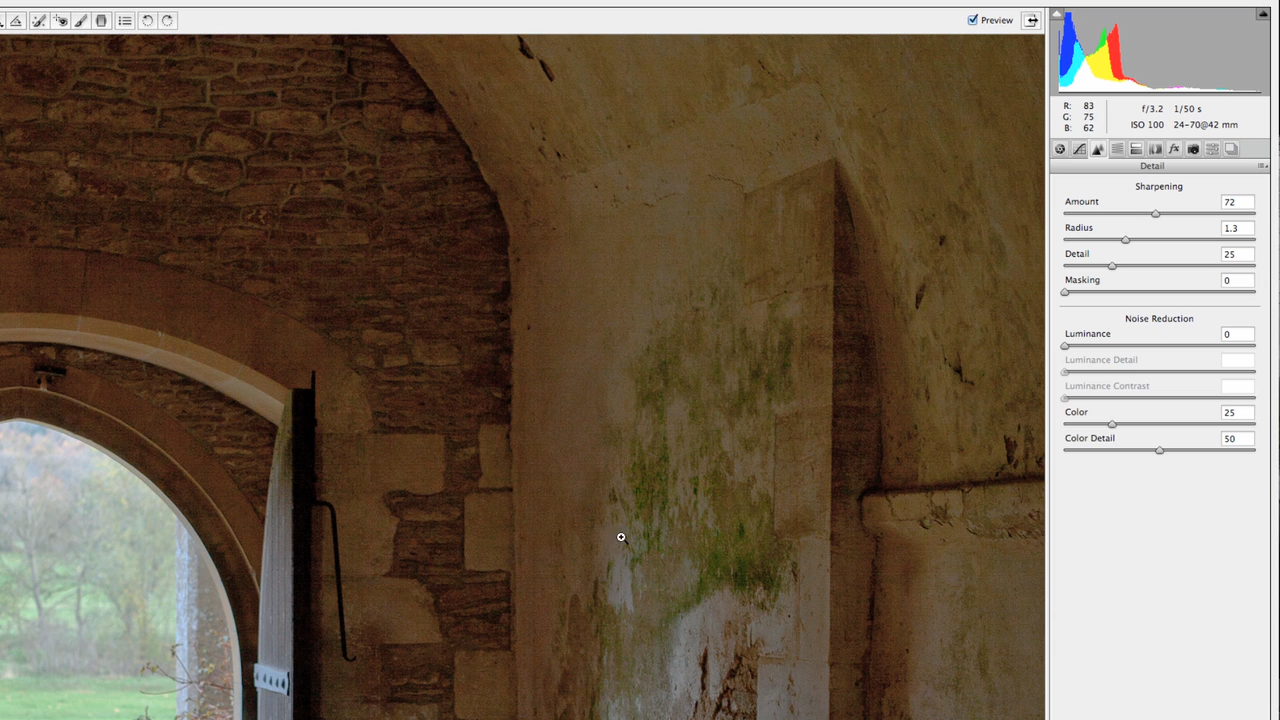 Preview
R: 83
G: 75
B: 62
f/3.2 1/50 s
ISO 100 24-70@42 mm
fx
Detail
Sharpening
Amount 72
Radius 1.3
Detail 25
Masking 0
Noise Reduction
Luminance 0
Luminance Detail
Luminance Contrast
Color 25
Color Detail 50